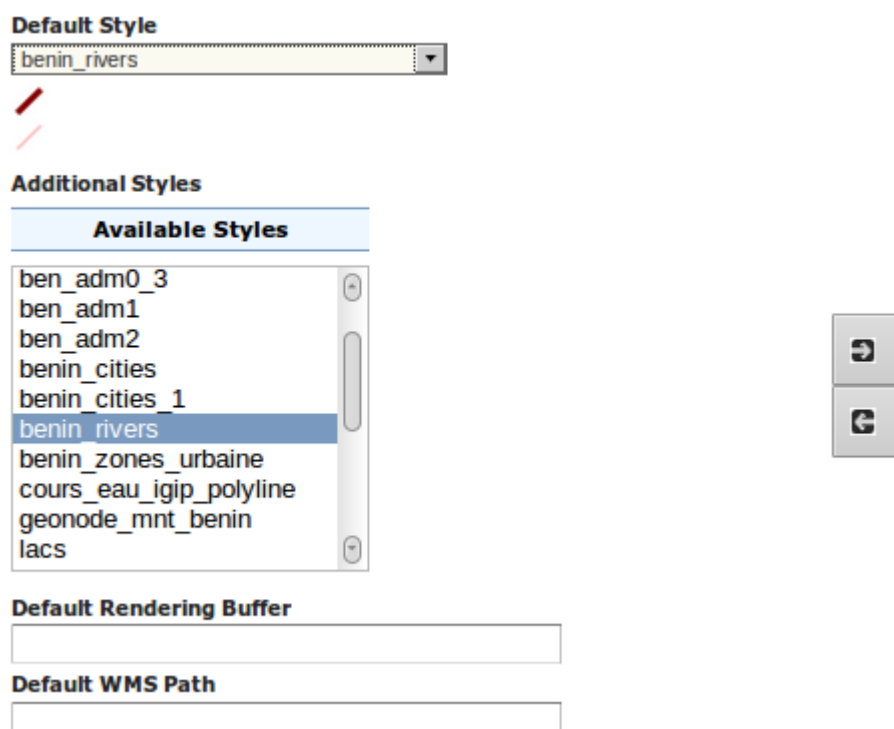 Default Style
benin_rivers
Additional Styles
Available Styles
ben_adm0_3
ben_adm1
ben_adm2
benin_cities
benin_cities_1
benin_rivers
benin_zones_urbaine
cours_eau_igip_polyline
geonode_mnt_benin
lacs
Default Rendering Buffer
Default WMS Path